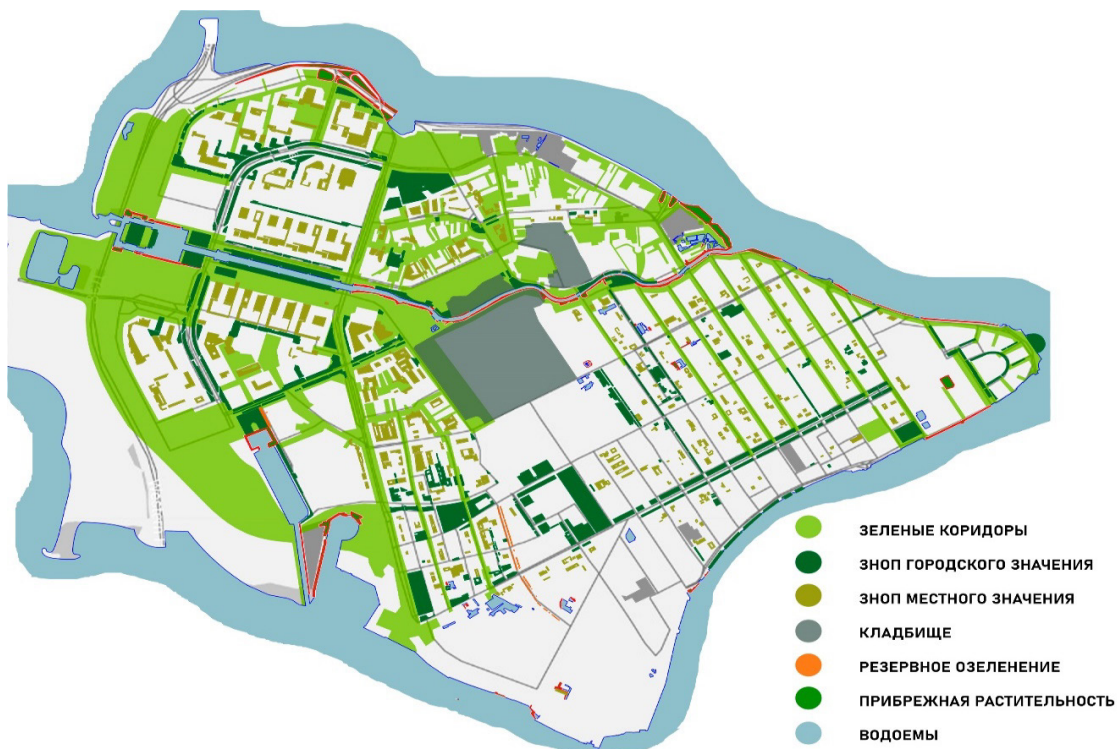 ЗЕЛЕНЫЕ КОРИДОРЫ
ЗНОП ГОРОДСКОГО ЗНАЧЕНИЯ
ЗНОП МЕСТНОГО ЗНАЧЕНИЯ
КЛАДБИЩЕ
РЕЗЕРВНОЕ ОЗЕЛЕНЕНИЕ
ПРИБРЕЖНАЯ РАСТИТЕЛЬНОСТЬ
ВОДОЕМЫ